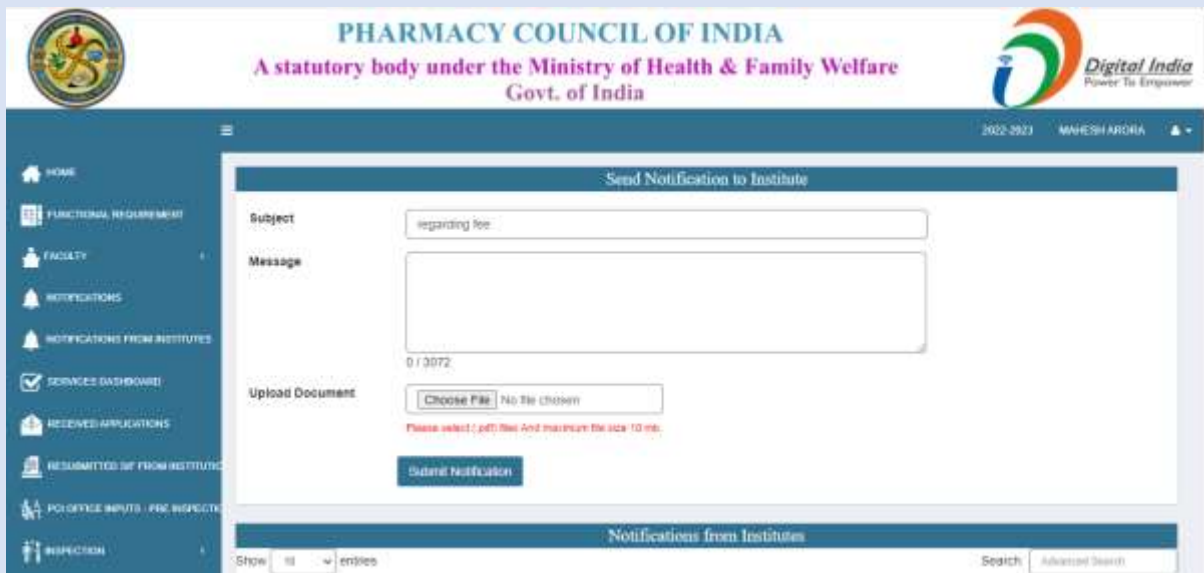 PHARMACY COUNCIL OF INDIA
A statutory body under the Ministry of Health & Family Welfare
Govt. of India
Digital India
Power To Empower
2022-2023 MAHESH ARORA
HOME
FUNCTIONAL REQUIREMENT
FACULTY
NOTIFICATIONS
NOTIFICATIONS FROM INSTITUTES
SERVICES DASHBOARD
RECEIVED APPLICATIONS
RESUBMITTED SIF FROM INSTITUTIO
PCI OFFICE INPUTS - PRE INSPECTIO
INSPECTION
Send Notification to Institute
Subject regarding fee
Message
0 / 3072
Upload Document Choose File No file chosen
Please select (.pdf) files And maximum file size 10 mb.
Submit Notification
Notifications from Institutes
Show 10 entries Search Advanced Search